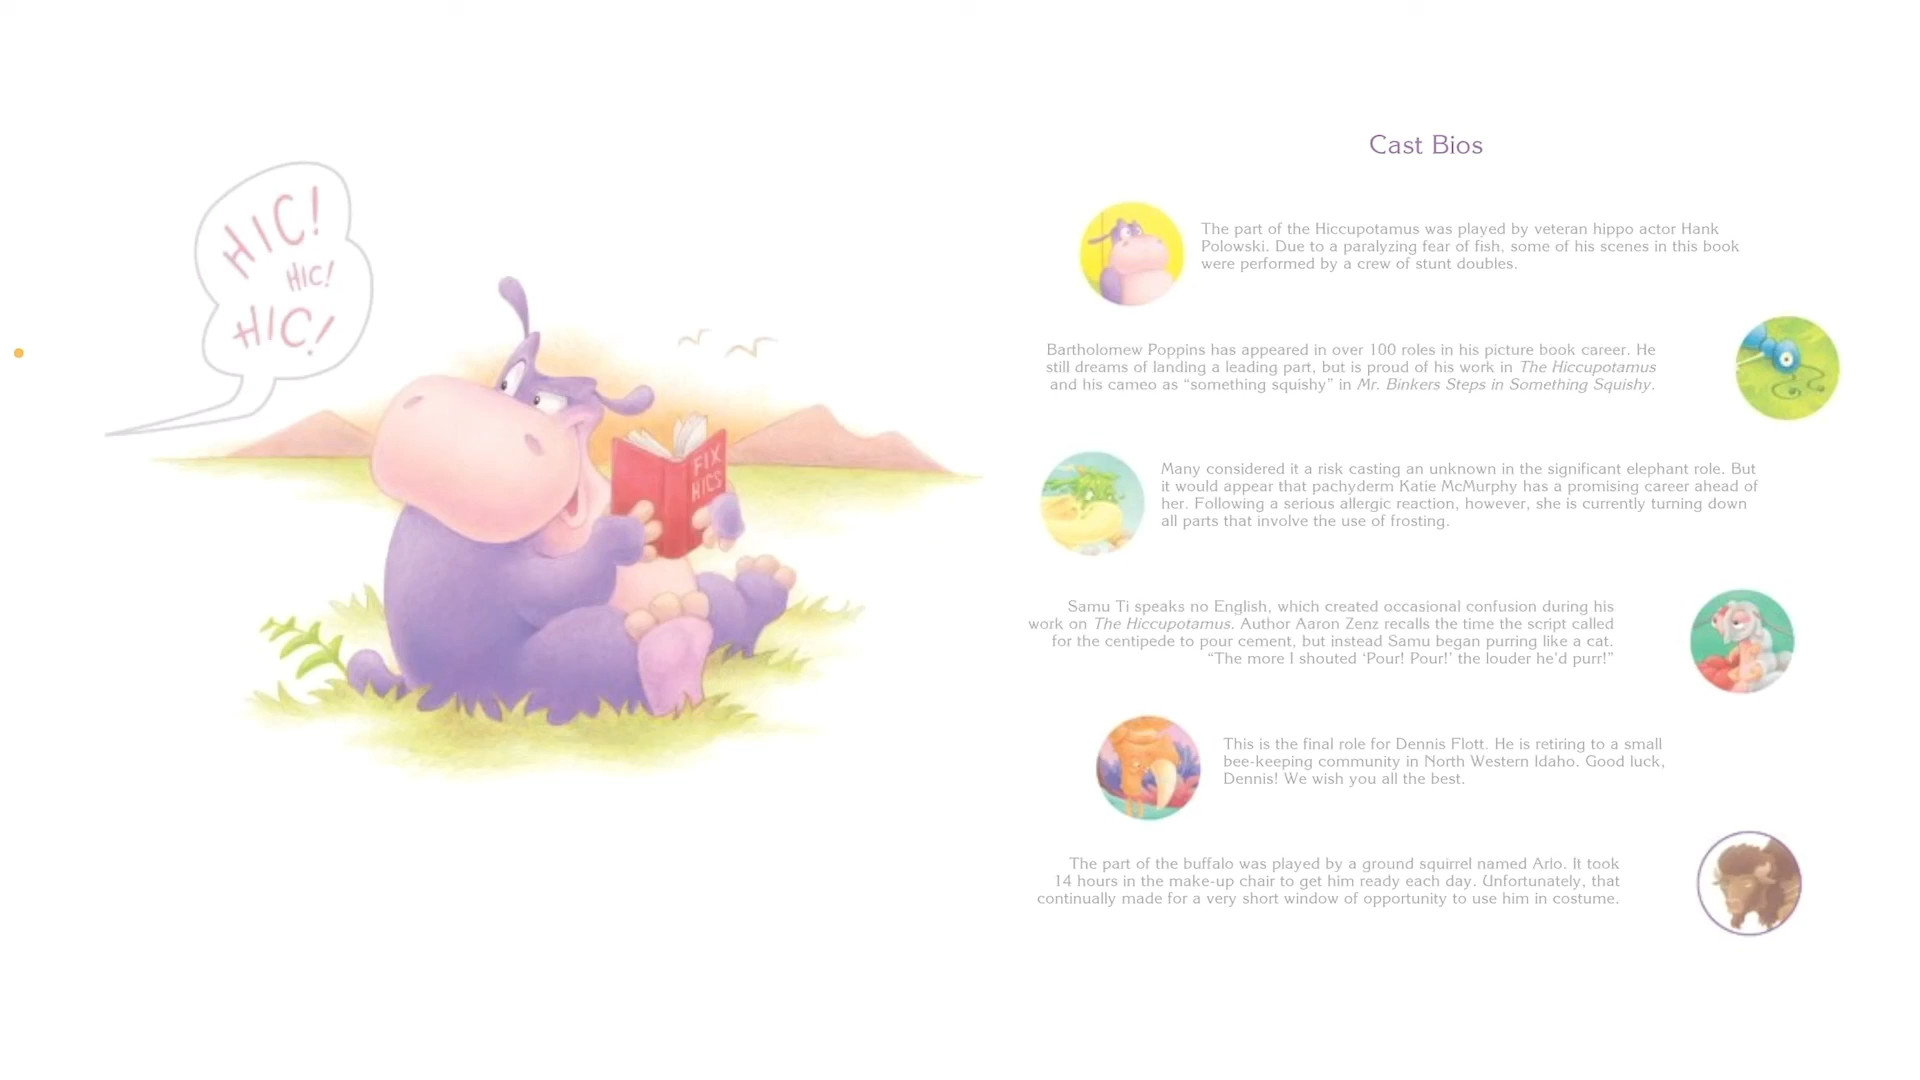 HIC!
HIC!
HIC!
FIX
HICS
Cast Bios
The part of the Hiccupotamus was played by veteran hippo actor Hank
Polowski. Due to a paralyzing fear of fish, some of his scenes in this book
were performed by a crew of stunt doubles.
Bartholomew Poppins has appeared in over 100 roles in his picture book career. He
still dreams of landing a leading part, but is proud of his work in The Hiccupotamus
and his cameo as “something squishy” in Mr. Binkers Steps in Something Squishy.
Many considered it a risk casting an unknown in the significant elephant role. But
it would appear that pachyderm Katie McMurphy has a promising career ahead of
her. Following a serious allergic reaction, however, she is currently turning down
all parts that involve the use of frosting.
Samu Ti speaks no English, which created occasional confusion during his
work on The Hiccupotamus. Author Aaron Zenz recalls the time the script called
for the centipede to pour cement, but instead Samu began purring like a cat.
“The more I shouted ‘Pour! Pour!’ the louder he’d purr!”
This is the final role for Dennis Flott. He is retiring to a small
bee-keeping community in North Western Idaho. Good luck,
Dennis! We wish you all the best.
The part of the buffalo was played by a ground squirrel named Arlo. It took
14 hours in the make-up chair to get him ready each day. Unfortunately, that
continually made for a very short window of opportunity to use him in costume.